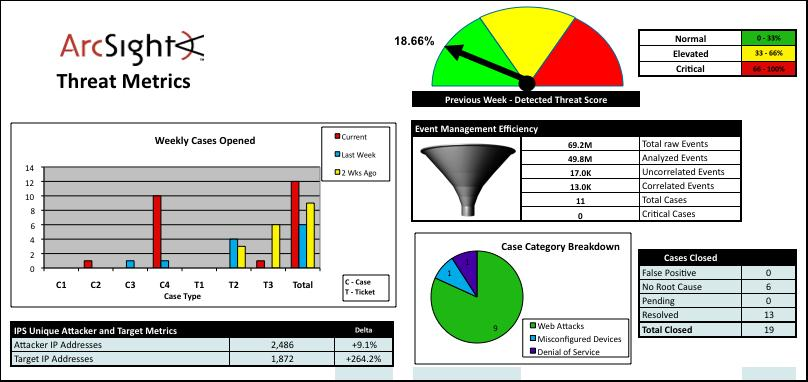 ArcSight
Threat Metrics
18.66%
Previous Week - Detected Threat Score
Normal 0 - 33%
Elevated 33 - 66%
Critical 66 - 100%
Weekly Cases Opened
Current
Last Week
2 Wks Ago
14
12
10
8
6
4
2
0
C1 C2 C3 C4 T1 T2 T3 Total
Case Type
C - Case
T - Ticket
Event Management Efficiency
69.2M Total raw Events
49.8M Analyzed Events
17.0K Uncorrelated Events
13.0K Correlated Events
11 Total Cases
0 Critical Cases
Case Category Breakdown
1
1
9
Web Attacks
Misconfigured Devices
Denial of Service
Cases Closed
False Positive 0
No Root Cause 6
Pending 0
Resolved 13
Total Closed 19
IPS Unique Attacker and Target Metrics Delta
Attacker IP Addresses 2,486 +9.1%
Target IP Addresses 1,872 +264.2%